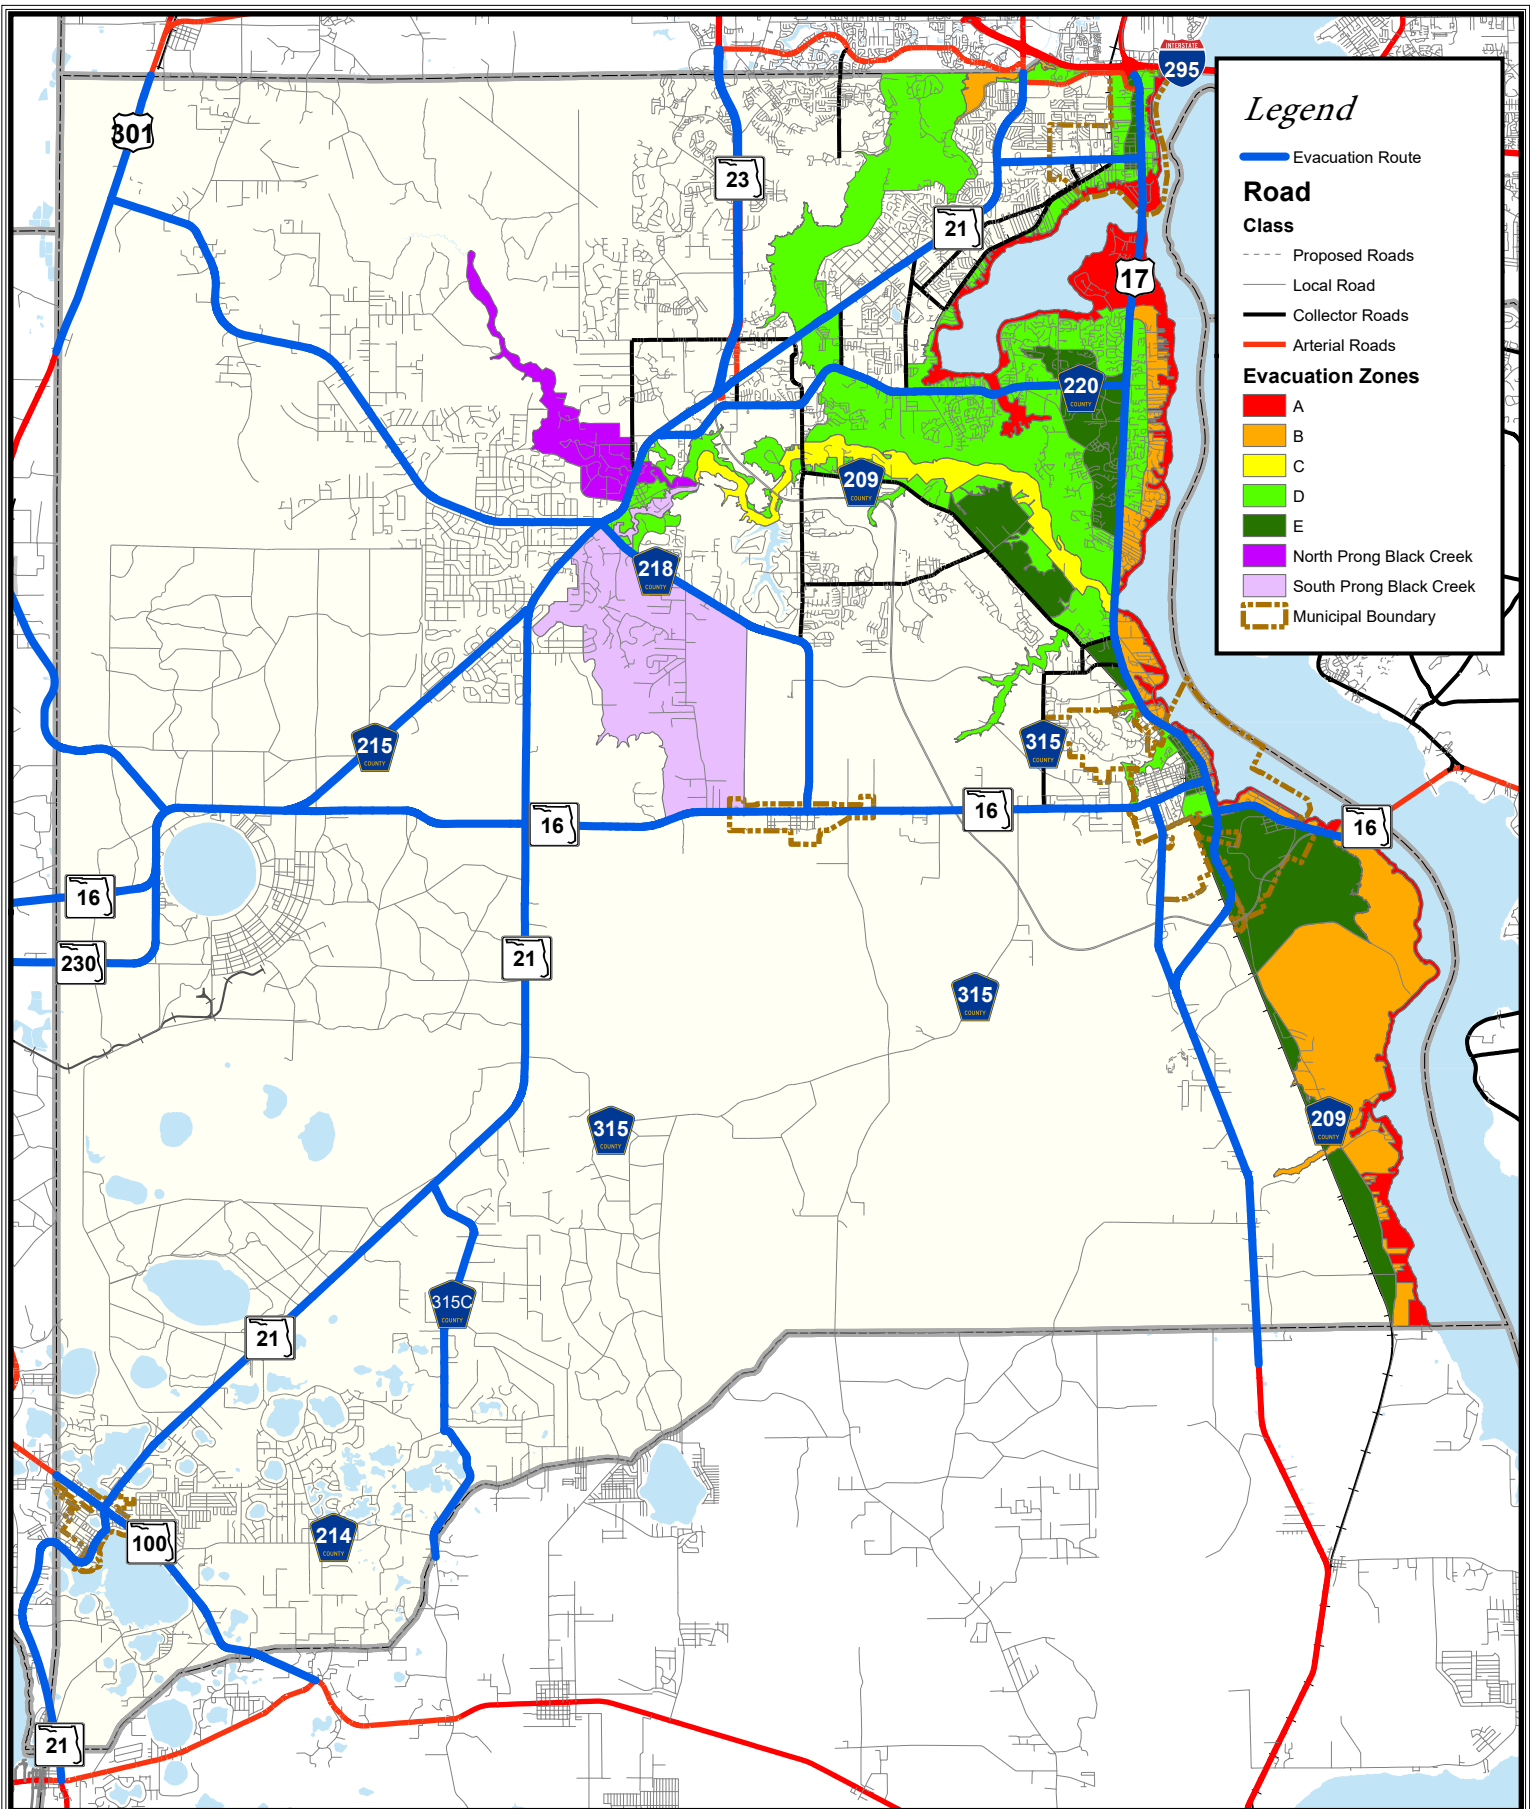 INTERSTATE
295
301
23
21
17
220
COUNTY
209
COUNTY
218
COUNTY
215
COUNTY
315
COUNTY
16
16
16
16
230
21
315
COUNTY
315
COUNTY
209
COUNTY
315C
COUNTY
21
100
214
COUNTY
21
Legend
Evacuation Route
Road
Class
Proposed Roads
Local Road
Collector Roads
Arterial Roads
Evacuation Zones
A
B
C
D
E
North Prong Black Creek
South Prong Black Creek
Municipal Boundary